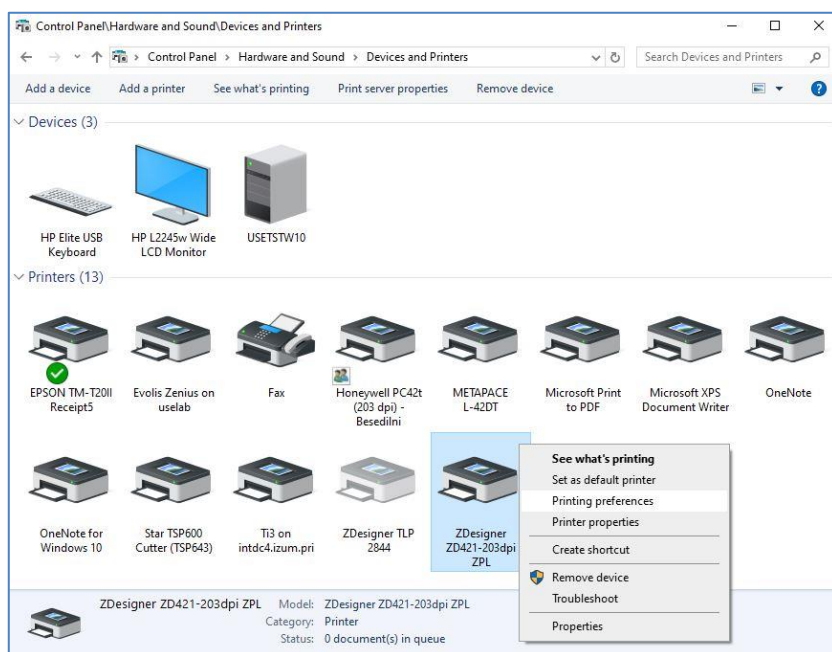 Control Panel\Hardware and Sound\Devices and Printers
Control Panel > Hardware and Sound > Devices and Printers
Search Devices and Printers
Add a device Add a printer See what's printing Print server properties Remove device
Devices (3)
HP Elite USB
Keyboard
HP L2245w Wide
LCD Monitor
USETSTW10
Printers (13)
EPSON TM-T20II
Receipt5
Evolis Zenius on
uselab
Fax
Honeywell PC42t
(203 dpi) -
Besedilni
METAPACE
L-42DT
Microsoft Print
to PDF
Microsoft XPS
Document Writer
OneNote
OneNote for
Windows 10
Star TSP600
Cutter (TSP643)
Ti3 on
intdc4.izum.pri
ZDesigner TLP
2844
ZDesigner
ZD421-203dpi
ZPL
See what's printing
Set as default printer
Printing preferences
Printer properties
Create shortcut
Remove device
Troubleshoot
Properties
ZDesigner ZD421-203dpi ZPL Model: ZDesigner ZD421-203dpi ZPL
Category: Printer
Status: 0 document(s) in queue